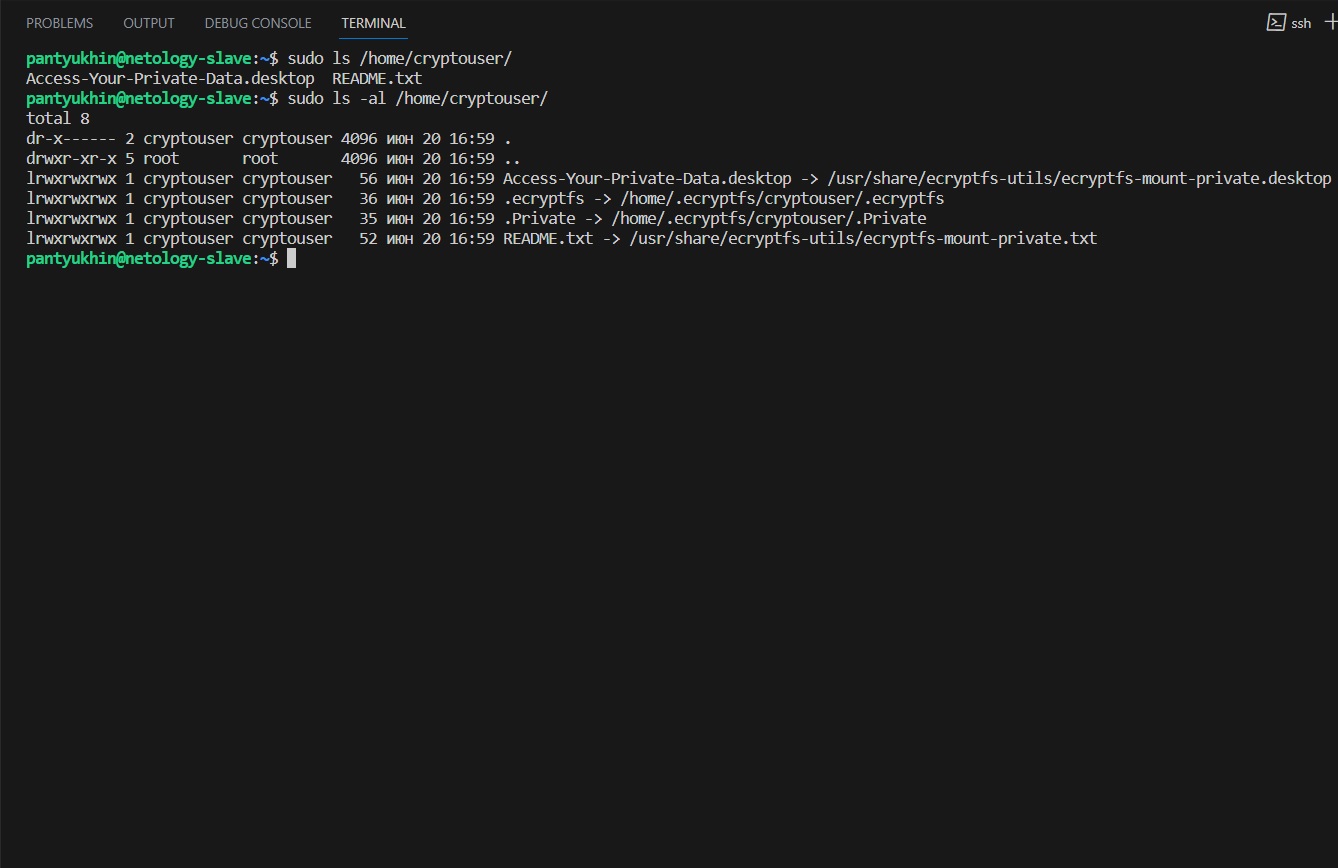 PROBLEMS OUTPUT DEBUG CONSOLE TERMINAL ssh
pantyukhin@netology-slave:~$ sudo ls /home/cryptouser/
Access-Your-Private-Data.desktop  README.txt
pantyukhin@netology-slave:~$ sudo ls -al /home/cryptouser/
total 8
dr-x------ 2 cryptouser cryptouser 4096 июн 20 16:59 .
drwxr-xr-x 5 root       root       4096 июн 20 16:59 ..
lrwxrwxrwx 1 cryptouser cryptouser   56 июн 20 16:59 Access-Your-Private-Data.desktop -> /usr/share/ecryptfs-utils/ecryptfs-mount-private.desktop
lrwxrwxrwx 1 cryptouser cryptouser   36 июн 20 16:59 .ecryptfs -> /home/.ecryptfs/cryptouser/.ecryptfs
lrwxrwxrwx 1 cryptouser cryptouser   35 июн 20 16:59 .Private -> /home/.ecryptfs/cryptouser/.Private
lrwxrwxrwx 1 cryptouser cryptouser   52 июн 20 16:59 README.txt -> /usr/share/ecryptfs-utils/ecryptfs-mount-private.txt
pantyukhin@netology-slave:~$